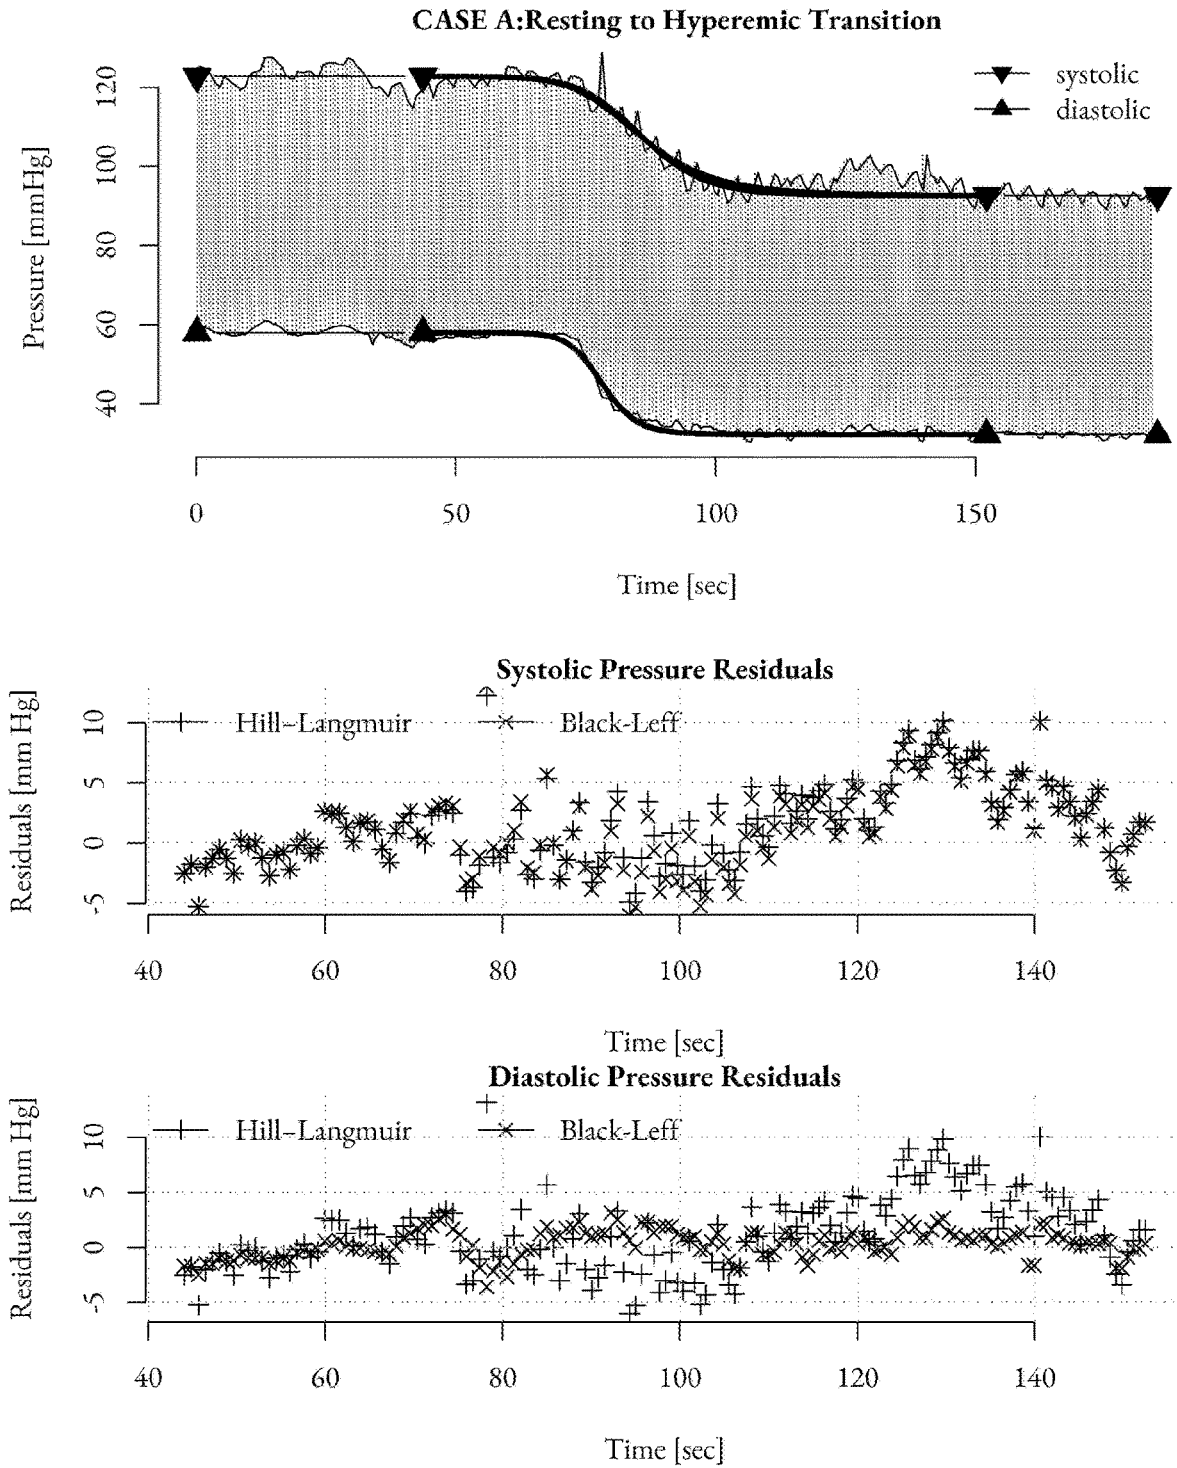 CASE A:Resting to Hyperemic Transition
systolic
diastolic
Pressure [mmHg]
120
100
80
60
40
0 50 100 150
Time [sec]
Systolic Pressure Residuals
Hill–Langmuir Black-Leff
Residuals [mm Hg]
10
5
0
-5
40 60 80 100 120 140
Time [sec]
Diastolic Pressure Residuals
Hill–Langmuir Black-Leff
Residuals [mm Hg]
10
5
0
-5
40 60 80 100 120 140
Time [sec]